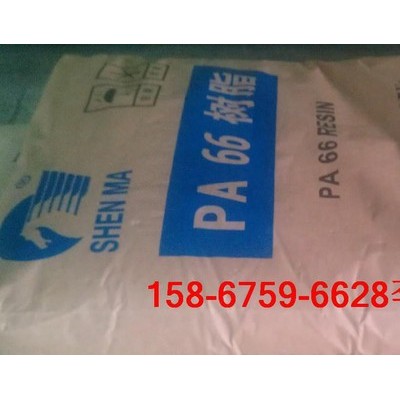 SHEN MA
®
PA 66 树脂
PA 66 RESIN
158-6759-6628